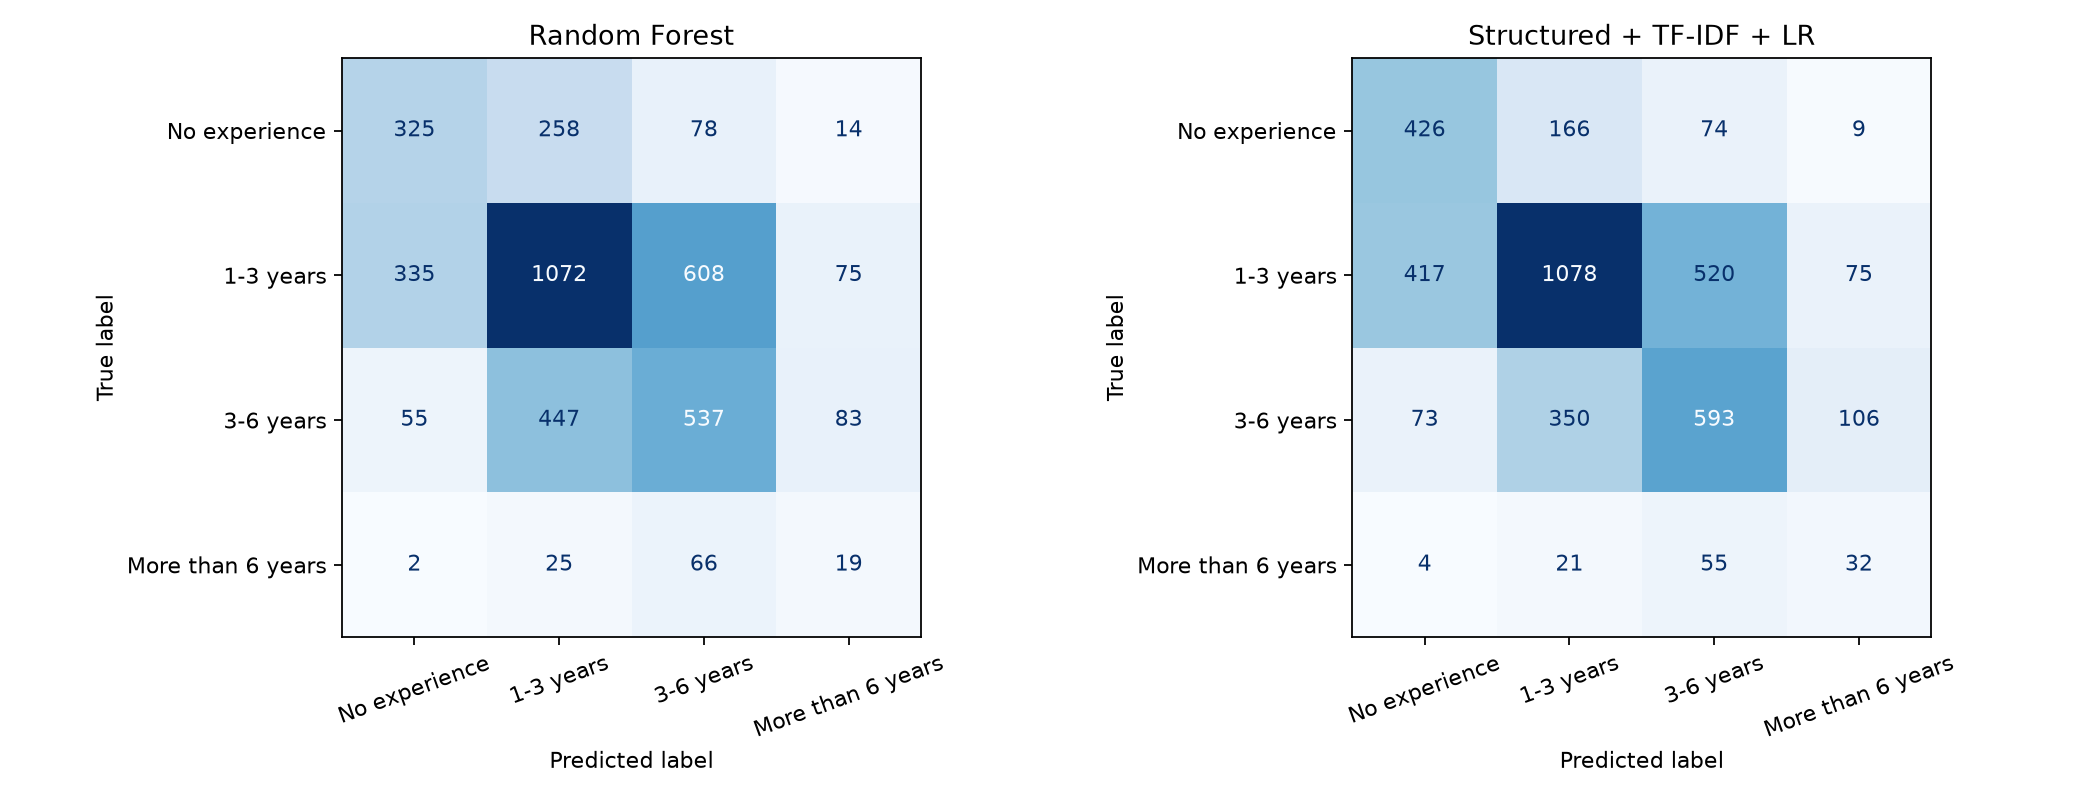 Random Forest
True label
No experience
325 258 78 14
1-3 years
335 1072 608 75
3-6 years
55 447 537 83
More than 6 years
2 25 66 19
No experience
1-3 years
3-6 years
More than 6 years
Predicted label
Structured + TF-IDF + LR
True label
No experience
426 166 74 9
1-3 years
417 1078 520 75
3-6 years
73 350 593 106
More than 6 years
4 21 55 32
No experience
1-3 years
3-6 years
More than 6 years
Predicted label